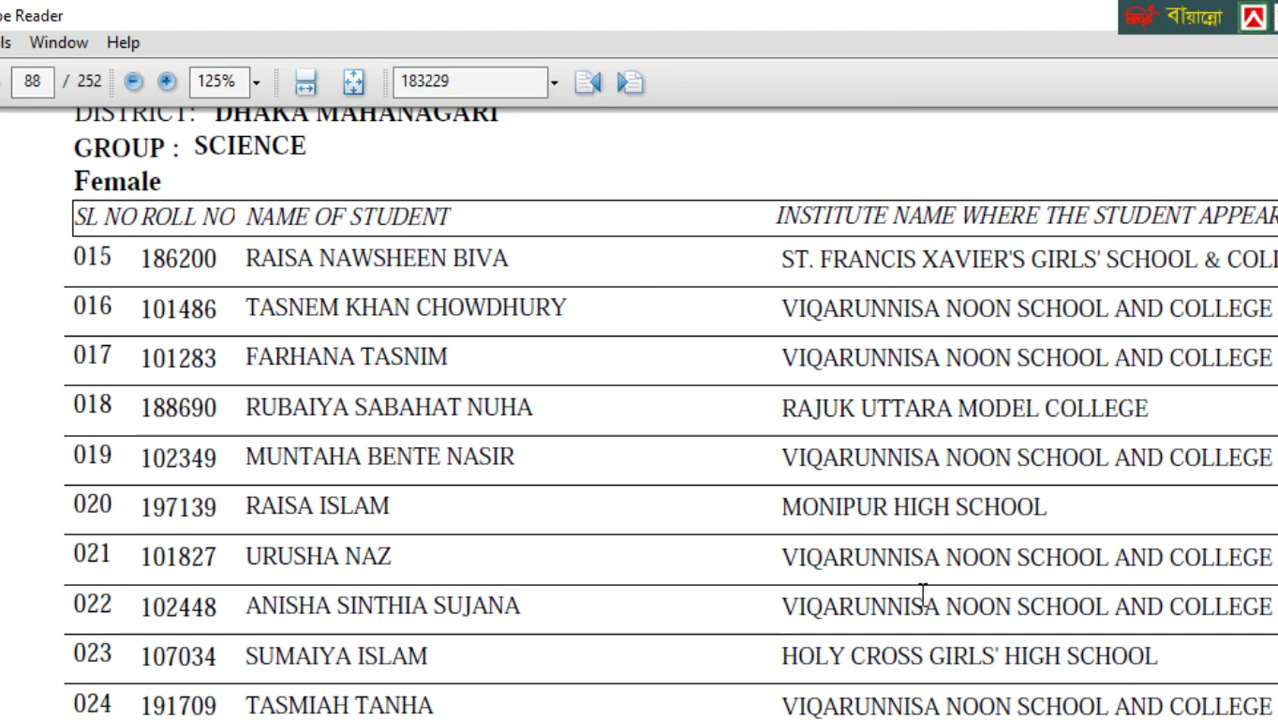 be Reader
ls Window Help
88 / 252 125% 183229
বায়ান্নো
DISTRICT: DHAKA MAHANAGARI
GROUP : SCIENCE
Female
SL NO ROLL NO NAME OF STUDENT INSTITUTE NAME WHERE THE STUDENT APPEAR
015 186200 RAISA NAWSHEEN BIVA ST. FRANCIS XAVIER'S GIRLS' SCHOOL & COLL
016 101486 TASNEM KHAN CHOWDHURY VIQARUNNISA NOON SCHOOL AND COLLEGE
017 101283 FARHANA TASNIM VIQARUNNISA NOON SCHOOL AND COLLEGE
018 188690 RUBAIYA SABAHAT NUHA RAJUK UTTARA MODEL COLLEGE
019 102349 MUNTAHA BENTE NASIR VIQARUNNISA NOON SCHOOL AND COLLEGE
020 197139 RAISA ISLAM MONIPUR HIGH SCHOOL
021 101827 URUSHA NAZ VIQARUNNISA NOON SCHOOL AND COLLEGE
022 102448 ANISHA SINTHIA SUJANA VIQARUNNISA NOON SCHOOL AND COLLEGE
023 107034 SUMAIYA ISLAM HOLY CROSS GIRLS' HIGH SCHOOL
024 191709 TASMIAH TANHA VIQARUNNISA NOON SCHOOL AND COLLEGE